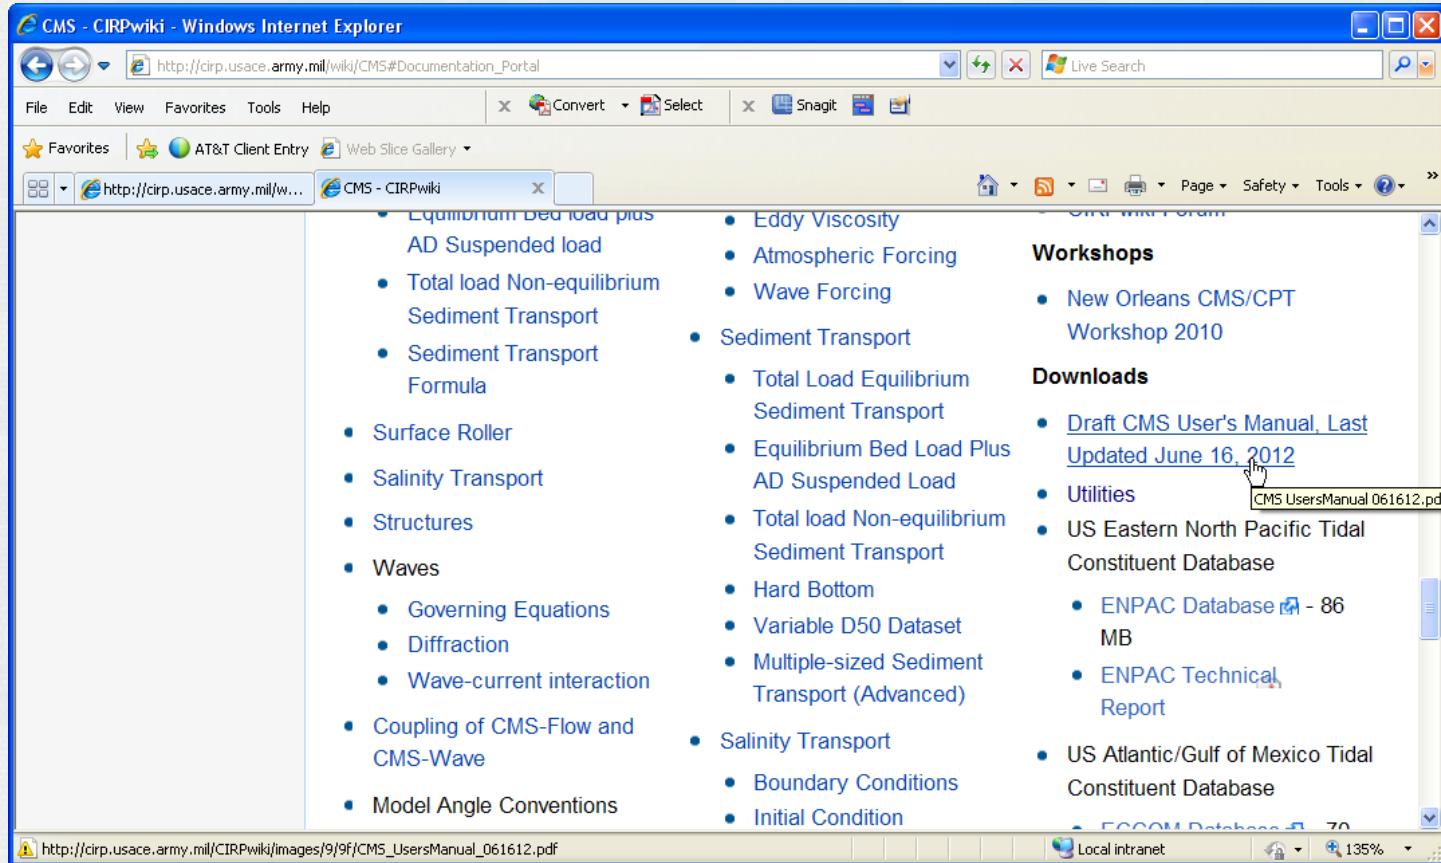 CMS - CIRPwiki - Windows Internet Explorer
http://cirp.usace.army.mil/wiki/CMS#Documentation_Portal
Live Search
File Edit View Favorites Tools Help
x Convert Select
x Snagit
Favorites AT&T Client Entry Web Slice Gallery
http://cirp.usace.army.mil/w...
CMS - CIRPwiki x
Page Safety Tools »
Equilibrium Bed load plus
AD Suspended load
Total load Non-equilibrium
Sediment Transport
Sediment Transport
Formula
Surface Roller
Salinity Transport
Structures
Waves
Governing Equations
Diffraction
Wave-current interaction
Coupling of CMS-Flow and
CMS-Wave
Model Angle Conventions
Eddy Viscosity
Atmospheric Forcing
Wave Forcing
Sediment Transport
Total Load Equilibrium
Sediment Transport
Equilibrium Bed Load Plus
AD Suspended Load
Total load Non-equilibrium
Sediment Transport
Hard Bottom
Variable D50 Dataset
Multiple-sized Sediment
Transport (Advanced)
Salinity Transport
Boundary Conditions
Initial Condition
CIRPwiki Forum
Workshops
New Orleans CMS/CPT
Workshop 2010
Downloads
Draft CMS User's Manual, Last
Updated June 16, 2012
CMS UsersManual 061612.pd
Utilities
US Eastern North Pacific Tidal
Constituent Database
ENPAC Database - 86
MB
ENPAC Technical
Report
US Atlantic/Gulf of Mexico Tidal
Constituent Database
http://cirp.usace.army.mil/CIRPwiki/images/9/9f/CMS_UsersManual_061612.pdf
Local intranet
135%